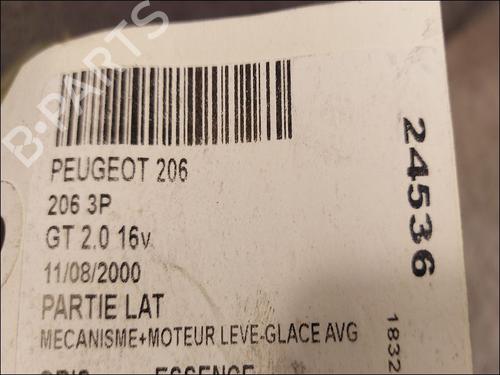 B-PARTS
PEUGEOT 206
206 3P
GT 2.0 16v
11/08/2000
PARTIE LAT
MECANISME+MOTEUR LEVE-GLACE AVG
GRIS ESSENCE
24536
1832